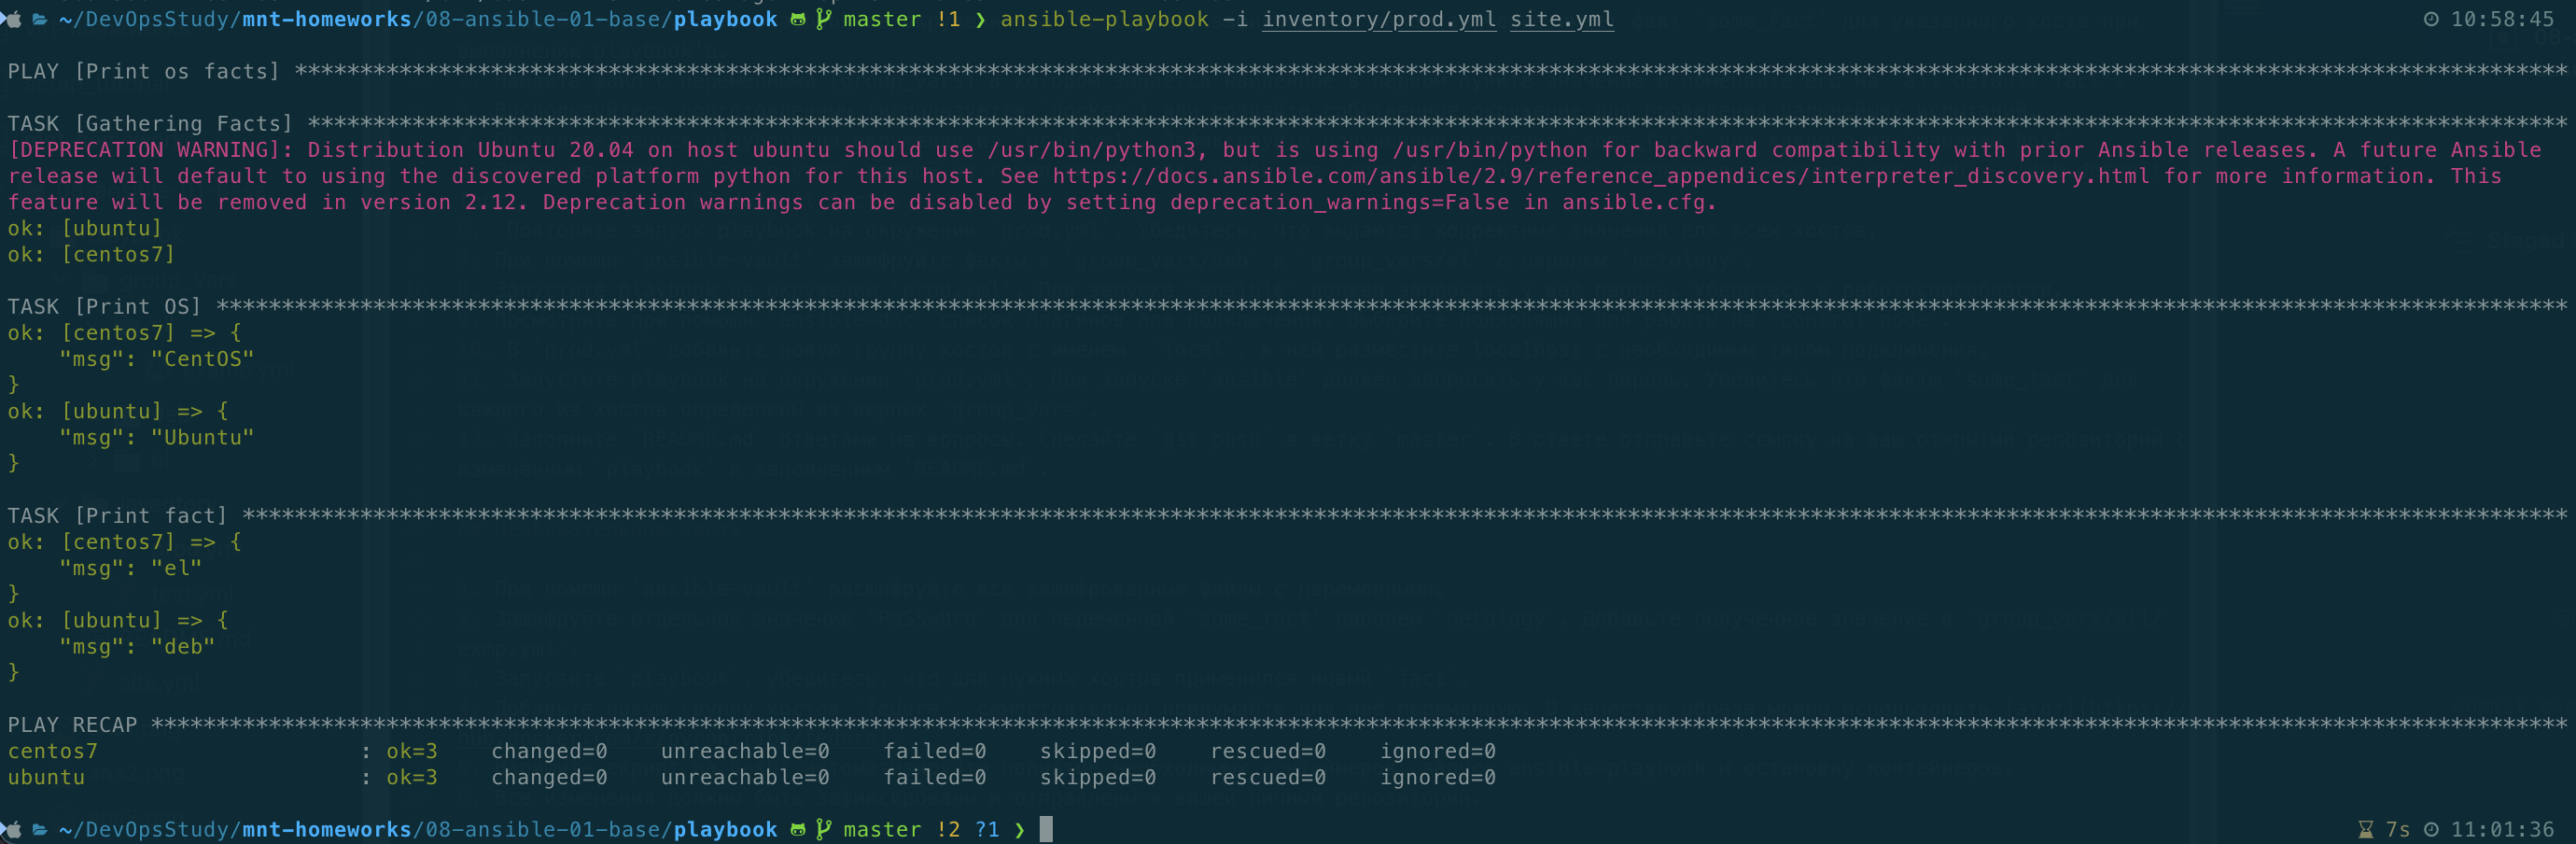 ~/DevOpsStudy/mnt-homeworks/08-ansible-01-base/playbook master !1 ❯ ansible-playbook -i inventory/prod.yml site.yml 10:58:45
PLAY [Print os facts] ****************************************************************************************************************************************************************************
TASK [Gathering Facts] ***************************************************************************************************************************************************************************
[DEPRECATION WARNING]: Distribution Ubuntu 20.04 on host ubuntu should use /usr/bin/python3, but is using /usr/bin/python for backward compatibility with prior Ansible releases. A future Ansible
release will default to using the discovered platform python for this host. See https://docs.ansible.com/ansible/2.9/reference_appendices/interpreter_discovery.html for more information. This
feature will be removed in version 2.12. Deprecation warnings can be disabled by setting deprecation_warnings=False in ansible.cfg.
ok: [ubuntu]
ok: [centos7]
TASK [Print OS] **********************************************************************************************************************************************************************************
ok: [centos7] => {
    "msg": "CentOS"
}
ok: [ubuntu] => {
    "msg": "Ubuntu"
}
TASK [Print fact] ********************************************************************************************************************************************************************************
ok: [centos7] => {
    "msg": "el"
}
ok: [ubuntu] => {
    "msg": "deb"
}
PLAY RECAP ***************************************************************************************************************************************************************************************
centos7                    : ok=3    changed=0    unreachable=0    failed=0    skipped=0    rescued=0    ignored=0
ubuntu                     : ok=3    changed=0    unreachable=0    failed=0    skipped=0    rescued=0    ignored=0
~/DevOpsStudy/mnt-homeworks/08-ansible-01-base/playbook master !2 ?1 ❯ 7s 11:01:36